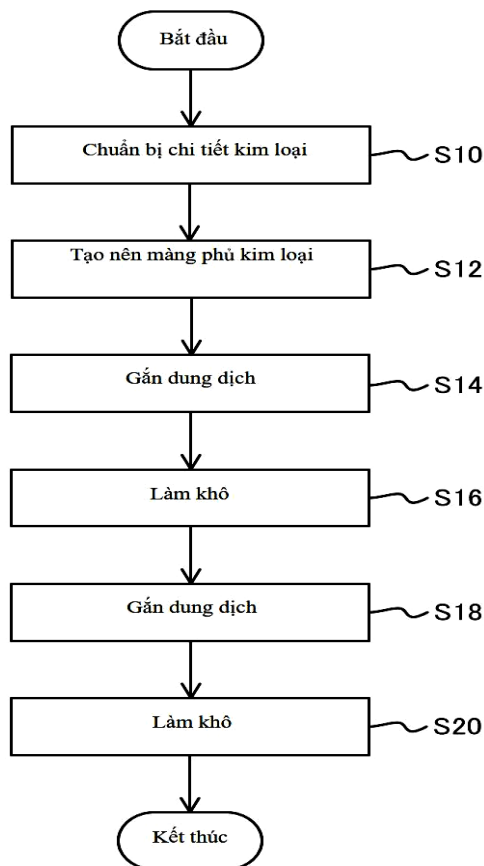 Bắt đầu
Chuẩn bị chi tiết kim loại
S10
Tạo nên màng phủ kim loại
S12
Gắn dung dịch
S14
Làm khô
S16
Gắn dung dịch
S18
Làm khô
S20
Kết thúc